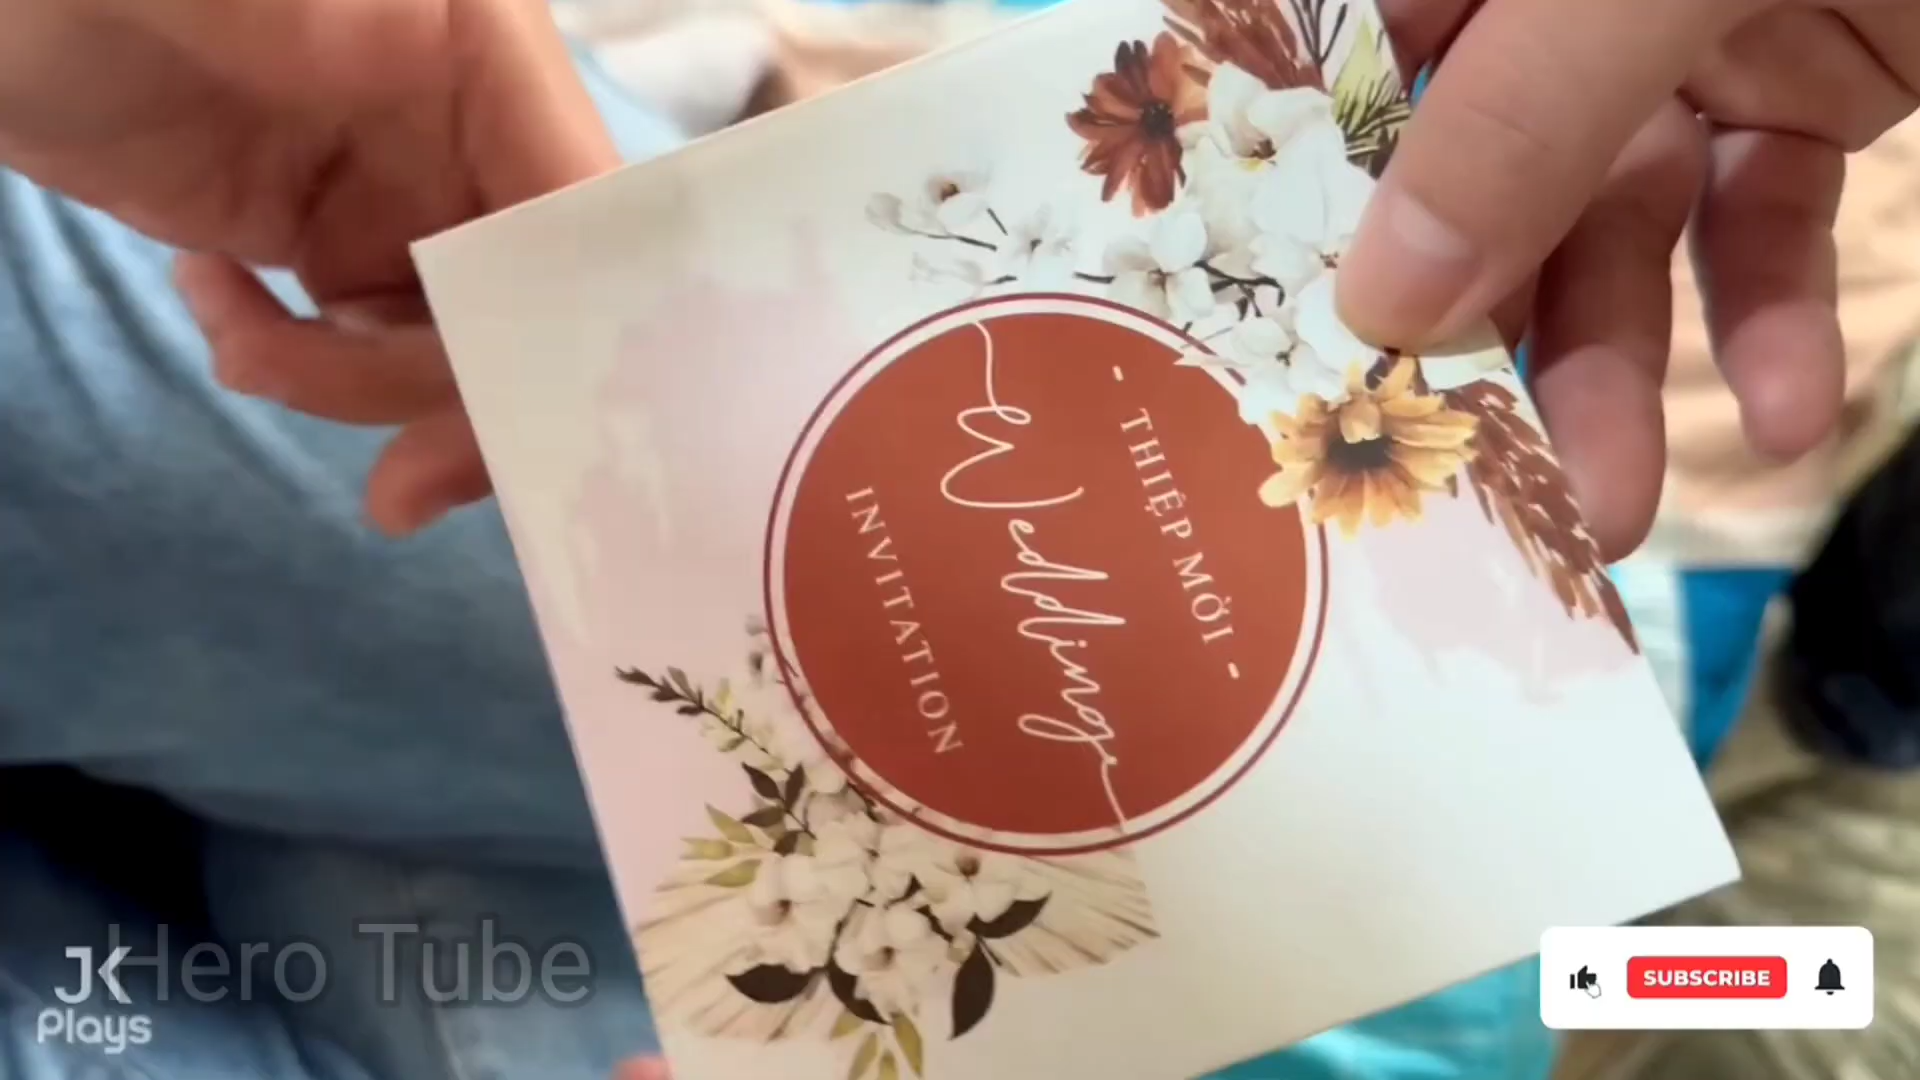 - THIỆP MỜI -
Wedding
INVITATION
Hero Tube
JK
Plays
SUBSCRIBE